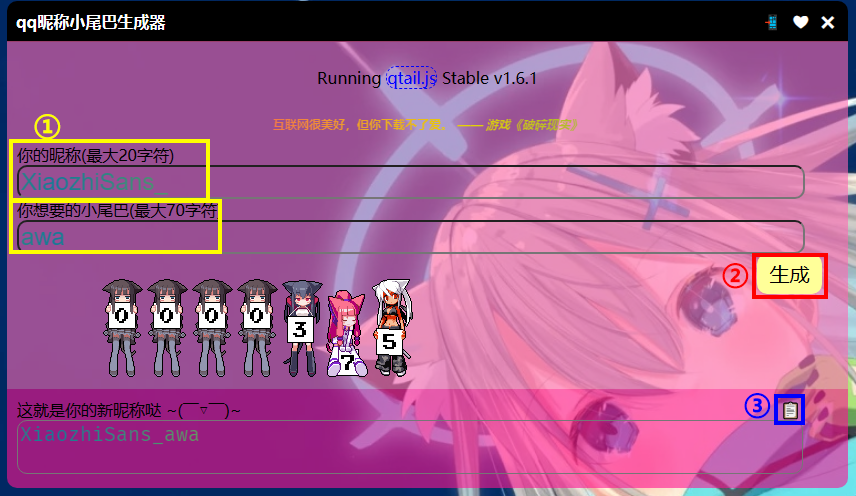 qq昵称小尾巴生成器
Running qtail.js Stable v1.6.1
互联网很美好，但你下载不了爱。 —— 游戏《破碎现实》
①
你的昵称(最大20字符)
XiaozhiSans_
你想要的小尾巴(最大70字符
awa
② 生成
0 0 0 0 3 7 5
③
这就是你的新昵称哒 ~(￣▽￣)~
XiaozhiSans_awa